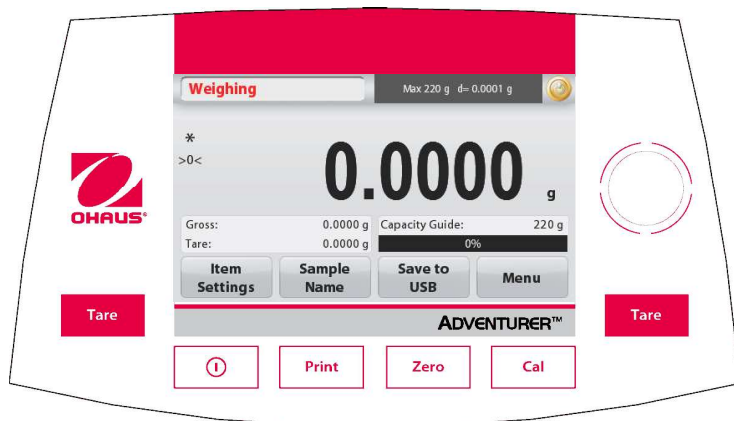 Weighing
Max 220 g d= 0.0001 g
*
>0<
0.0000 g
OHAUS®
Gross: 0.0000 g
Capacity Guide: 220 g
Tare: 0.0000 g
0%
Item Settings
Sample Name
Save to USB
Menu
Tare
ADVENTURER™
Tare
Print
Zero
Cal